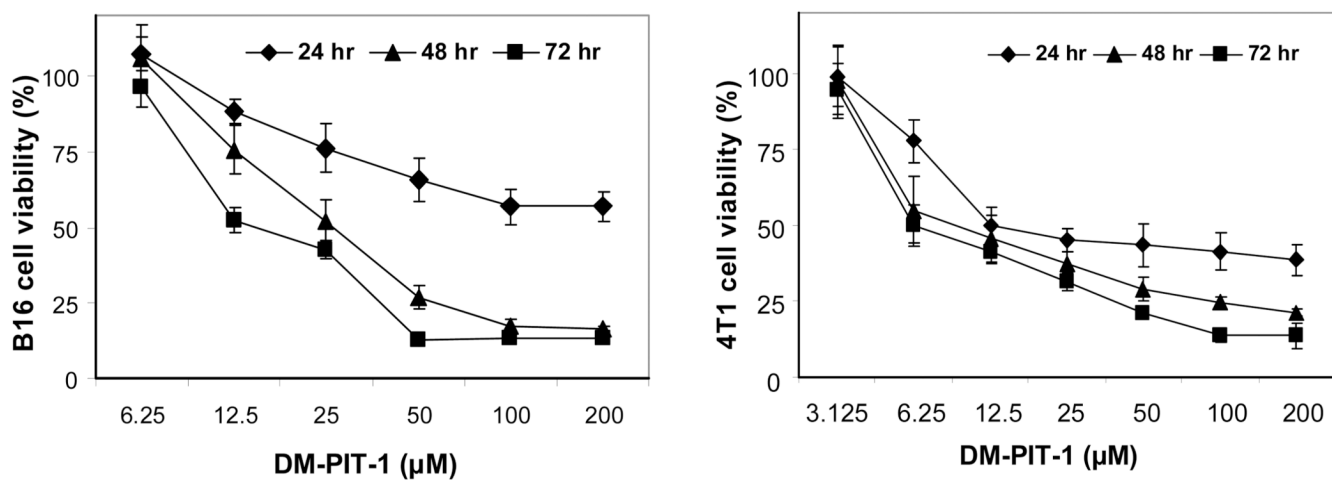 24 hr 48 hr 72 hr
B16 cell viability (%)
100
75
50
25
0
6.25 12.5 25 50 100 200
DM-PIT-1 (µM)
24 hr 48 hr 72 hr
4T1 cell viability (%)
100
75
50
25
0
3.125 6.25 12.5 25 50 100 200
DM-PIT-1 (µM)